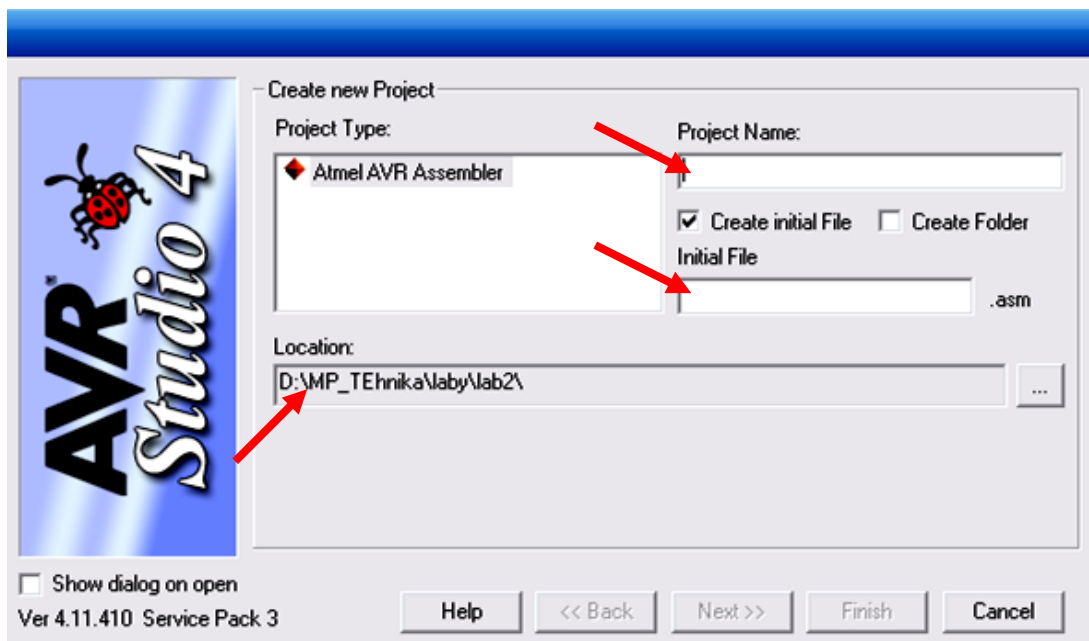 AVR® Studio 4
Create new Project
Project Type:
Atmel AVR Assembler
Project Name:
Create initial File
Create Folder
Initial File
.asm
Location:
D:\MP_TEhnika\laby\lab2\
...
Show dialog on open
Ver 4.11.410 Service Pack 3
Help
<< Back
Next >>
Finish
Cancel